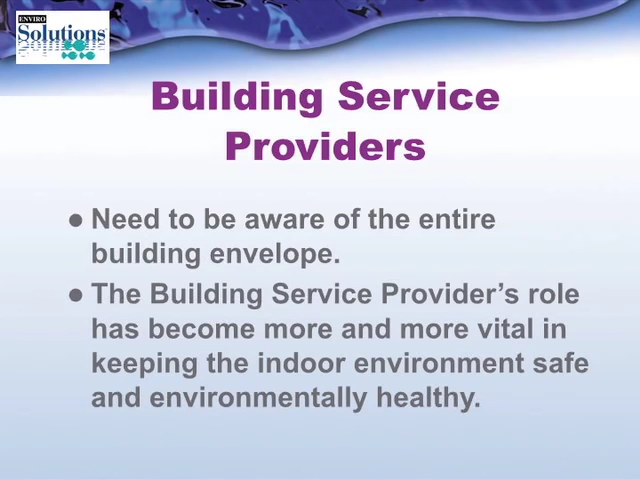 ENVIRO
Solutions
Building Service
Providers
● Need to be aware of the entire
building envelope.
● The Building Service Provider's role
has become more and more vital in
keeping the indoor environment safe
and environmentally healthy.